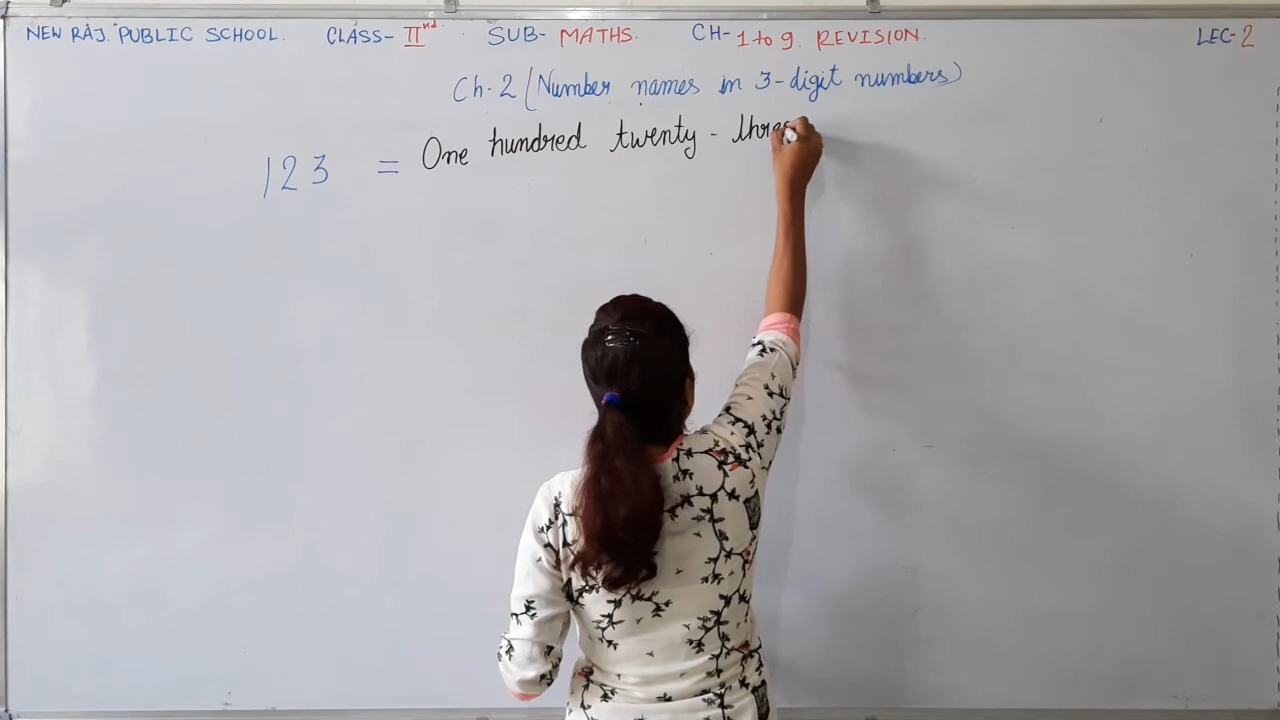 NEW RAJ. PUBLIC SCHOOL. CLASS- IInd SUB- MATHS. CH- 1 to 9. REVISION. LEC-2
Ch. 2 (Number names in 3-digit numbers)
123 = One hundred twenty - three